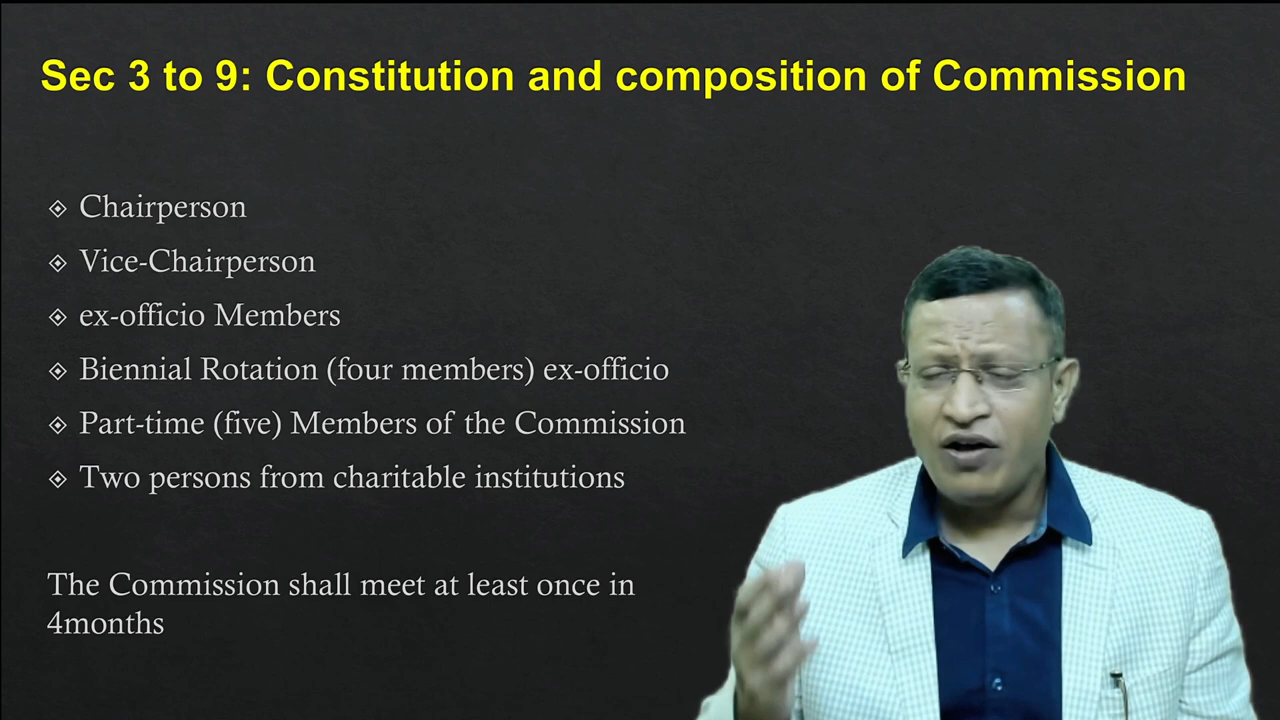 Sec 3 to 9: Constitution and composition of Commission
Chairperson
Vice-Chairperson
ex-officio Members
Biennial Rotation (four members) ex-officio
Part-time (five) Members of the Commission
Two persons from charitable institutions
The Commission shall meet at least once in
4months